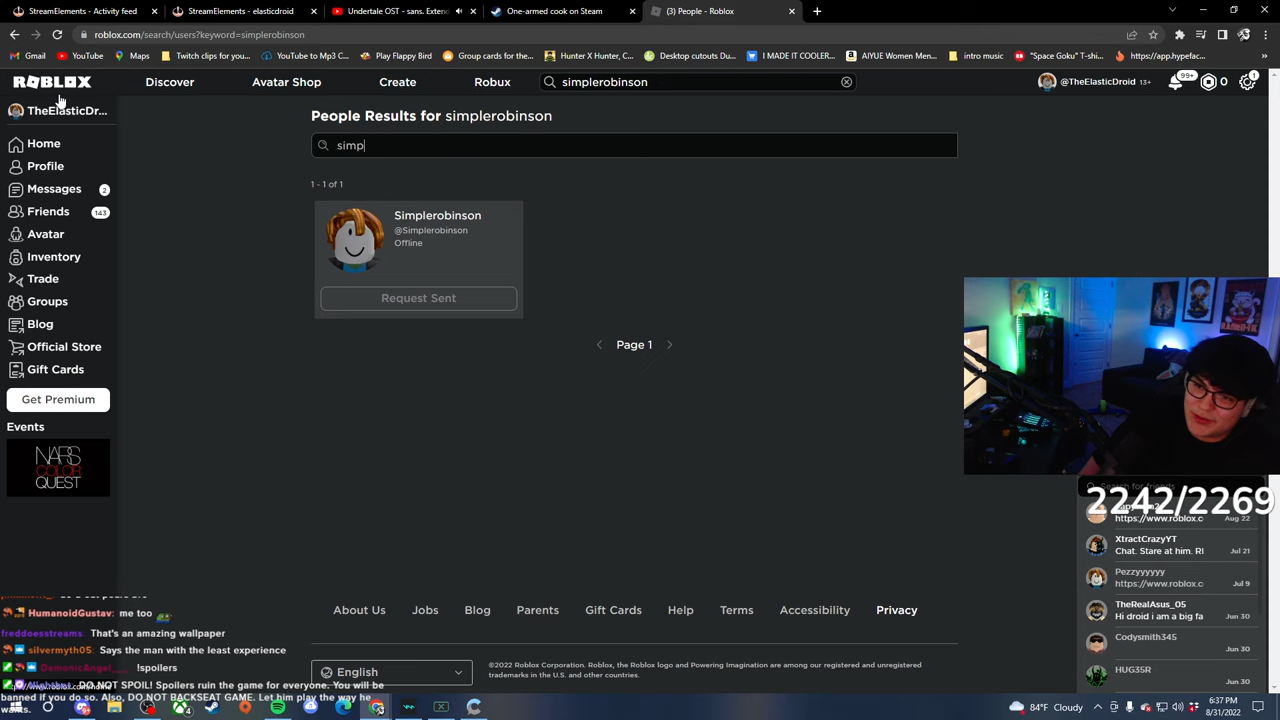 StreamElements - Activity feed
StreamElements - elasticdroid
Undertale OST - sans. Extend
One-armed cook on Steam
(3) People - Roblox
roblox.com/search/users?keyword=simplerobinson
Gmail
YouTube
Maps
YouTube to Mp3 C...
Play Flappy Bird
Group cards for the...
Hunter X Hunter, C...
Desktop cutouts Du...
I MADE IT COOLER...
AIYUE Women Men...
intro music
"Space Goku" T-shi...
https://app.hype...
ROBLOX
Discover
Avatar Shop
Create
Robux
simplerobinson
@TheElasticDroid 13+
99+
0
1
TheElasticDr...
Home
Profile
Messages 2
Friends 143
Avatar
Inventory
Trade
Groups
Blog
Official Store
Gift Cards
Get Premium
Events
NARS
COLOR
QUEST
People Results for simplerobinson
simp
1 - 1 of 1
Simplerobinson
@Simplerobinson
Offline
Request Sent
Page 1
2242/2269
https://www.roblox.c
Aug 22
XtractCrazyYT
Chat. Stare at him. RI
Jul 21
Pezzyyyyyy
https://www.roblox.c
Jul 9
TheRealAsus_05
Hi droid i am a big fa
Jun 30
Codysmith345
Jun 30
HUG35R
Jun 30
HumanoidGustav: me too
freddoesstreams: That's an amazing wallpaper
silvermyth05: Says the man with the least experience
DemonicAngel !spoilers
DO NOT SPOIL! Spoilers ruin the game for everyone. You will be
banned if you do so. Also, DO NOT BACKSEAT GAME. Let him play the way he
wants.
About Us
Jobs
Blog
Parents
Gift Cards
Help
Terms
Accessibility
Privacy
©2022 Roblox Corporation. Roblox, the Roblox logo and Powering Imagination are among our registered and unregistered
trademarks in the U.S. and other countries.
English
84°F Cloudy
6:37 PM
8/31/2022